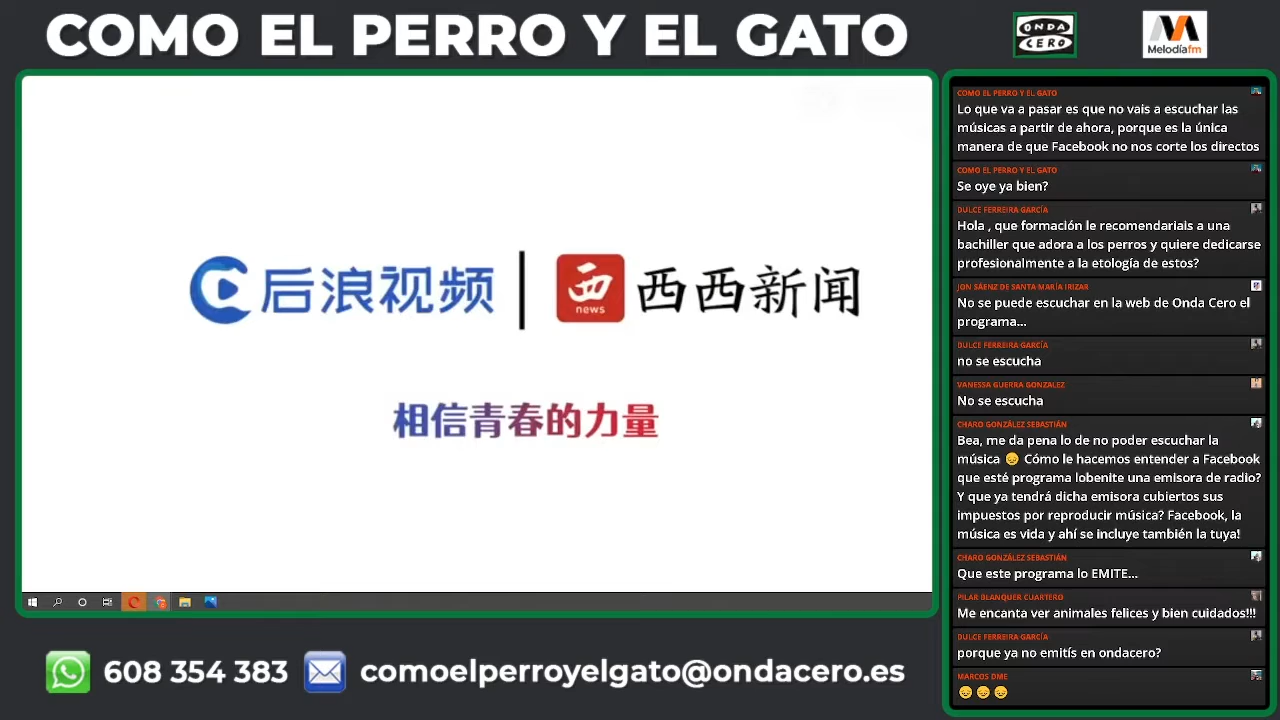 COMO EL PERRO Y EL GATO
ONDA
CERO
Melodíafm
后浪视频
西
news
西西新闻
相信青春的力量
COMO EL PERRO Y EL GATO
Lo que va a pasar es que no vais a escuchar las
músicas a partir de ahora, porque es la única
manera de que Facebook no nos corte los directos
COMO EL PERRO Y EL GATO
Se oye ya bien?
DULCE FERREIRA GARCÍA
Hola , que formación le recomendariais a una
bachiller que adora a los perros y quiere dedicarse
profesionalmente a la etología de estos?
JON SÁENZ DE SANTA MARÍA IRIZAR
No se puede escuchar en la web de Onda Cero el
programa...
DULCE FERREIRA GARCÍA
no se escucha
VANESSA GUERRA GONZALEZ
No se escucha
CHARO GONZÁLEZ SEBASTIÁN
Bea, me da pena lo de no poder escuchar la
música 😞 Cómo le hacemos entender a Facebook
que esté programa lobenite una emisora de radio?
Y que ya tendrá dicha emisora cubiertos sus
impuestos por reproducir música? Facebook, la
música es vida y ahí se incluye también la tuya!
CHARO GONZÁLEZ SEBASTIÁN
Que este programa lo EMITE...
PILAR BLANQUER CUARTERO
Me encanta ver animales felices y bien cuidados!!!
DULCE FERREIRA GARCÍA
porque ya no emitís en ondacero?
MARCOS DME
😞 😞 😞
608 354 383
comoelperroyelgato@ondacero.es